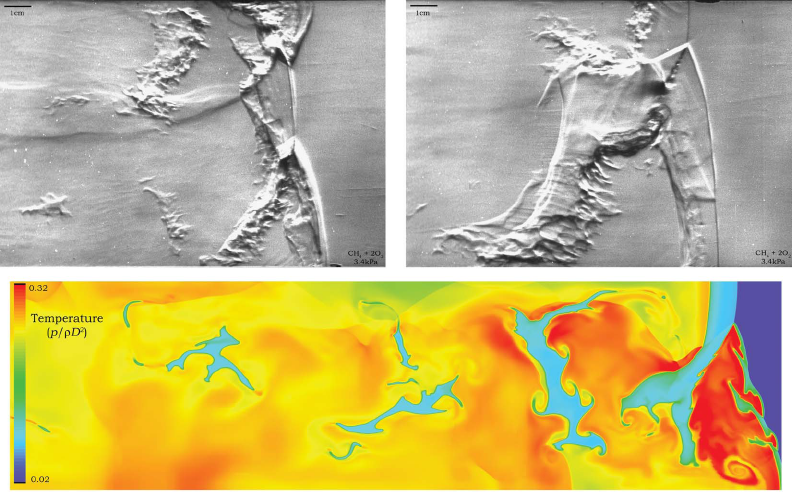 1cm
CH₄ + 2O₂
3.4kPa
1cm
CH₄ + 2O₂
3.4kPa
0.32
Temperature
(p/ρD²)
0.02